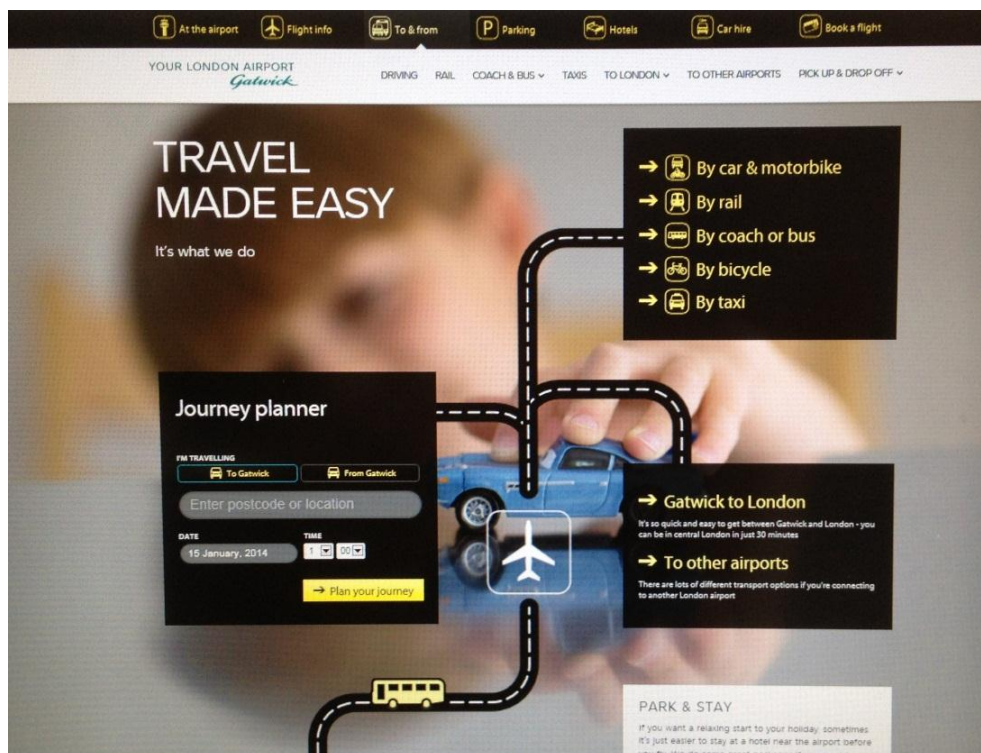 At the airport
Flight info
To & from
P Parking
Hotels
Car hire
Book a flight
YOUR LONDON AIRPORT
Gatwick
DRIVING RAIL COACH & BUS TAXIS TO LONDON TO OTHER AIRPORTS PICK UP & DROP OFF
TRAVEL
MADE EASY
It's what we do
By car & motorbike
By rail
By coach or bus
By bicycle
By taxi
Journey planner
I'M TRAVELLING
To Gatwick
From Gatwick
Enter postcode or location
DATE TIME
15 January, 2014 1 00
Plan your journey
Gatwick to London
It's so quick and easy to get between Gatwick and London - you
can be in central London in just 30 minutes
To other airports
There are lots of different transport options if you're connecting
to another London airport
PARK & STAY
If you want a relaxing start to your holiday, sometimes
it's just easier to stay at a hotel near the airport before